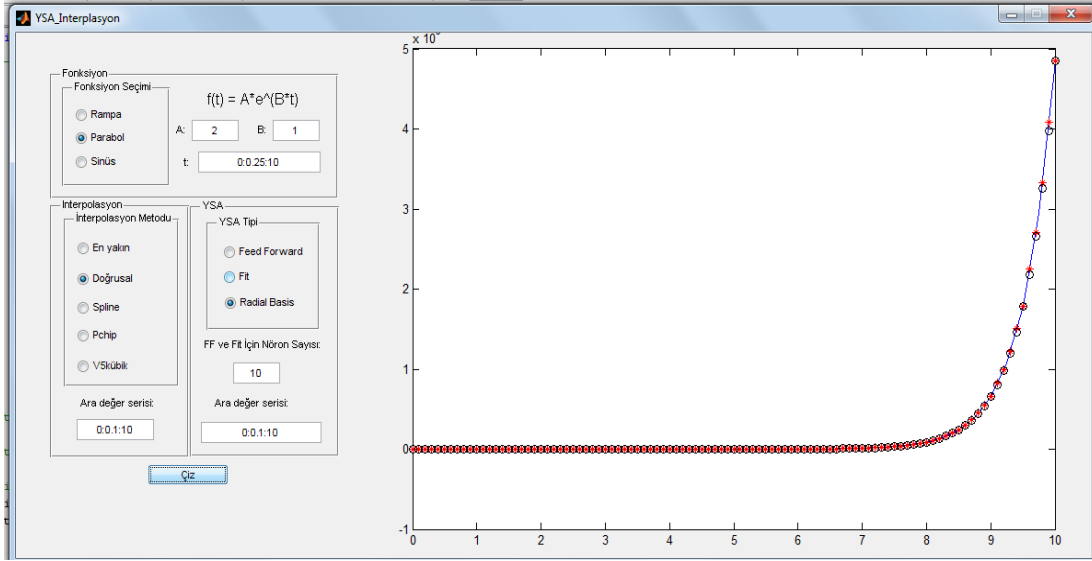 YSA_Interplasyon
Fonksiyon
Fonksiyon Seçimi
Rampa
Parabol
Sinüs
f(t) = A*e^(B*t)
A: 2 B: 1
t: 0:0.25:10
Interpolasyon
İnterpolasyon Metodu
En yakın
Doğrusal
Spline
Pchip
V5kübik
Ara değer serisi:
0:0.1:10
YSA
YSA Tipi
Feed Forward
Fit
Radial Basis
FF ve Fit İçin Nöron Sayısı:
10
Ara değer serisi:
0:0.1:10
Çiz
x 10
5
4
3
2
1
0
-1
0 1 2 3 4 5 6 7 8 9 10